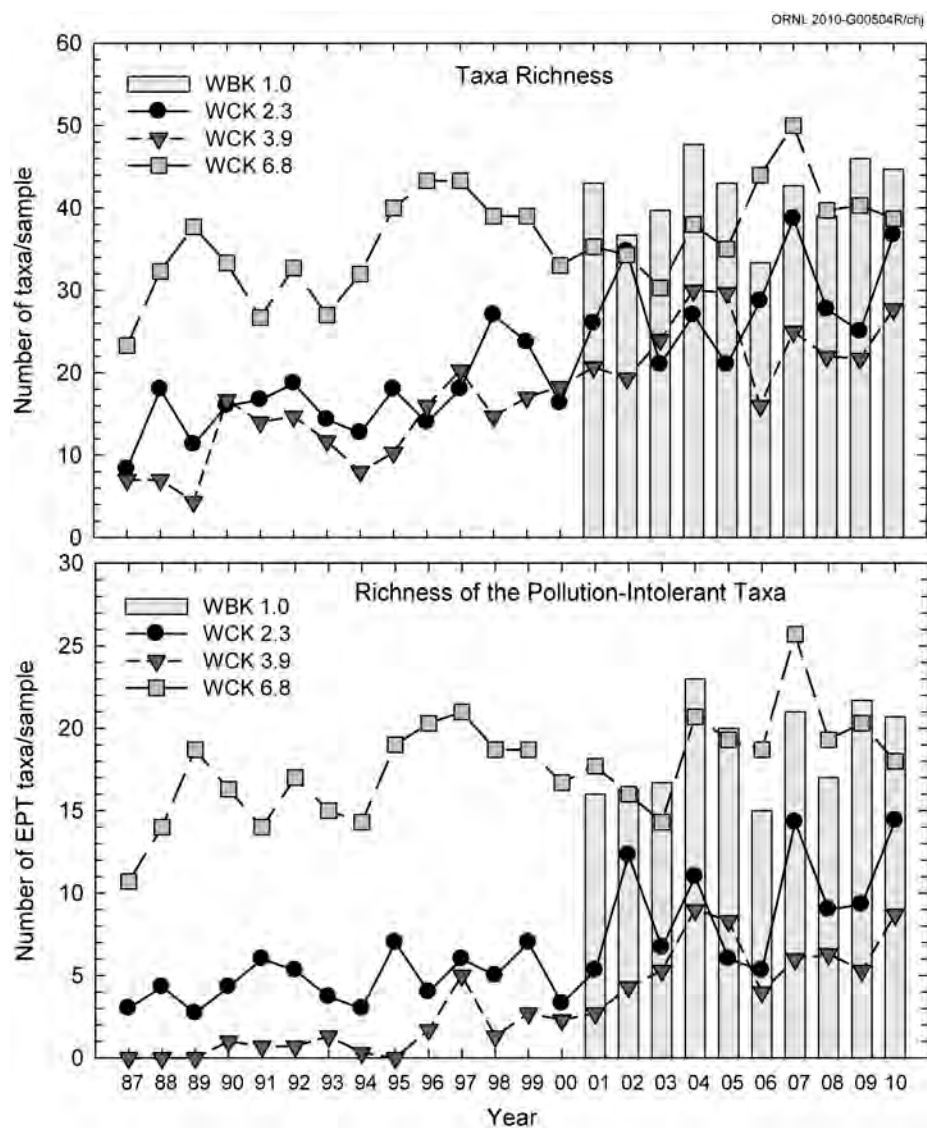 ORNL 2010-G00504R/chj
60
50
40
30
20
10
0
Number of taxa/sample
Taxa Richness
WBK 1.0
WCK 2.3
WCK 3.9
WCK 6.8
30
25
20
15
10
5
0
Number of EPT taxa/sample
Richness of the Pollution-Intolerant Taxa
WBK 1.0
WCK 2.3
WCK 3.9
WCK 6.8
87 88 89 90 91 92 93 94 95 96 97 98 99 00 01 02 03 04 05 06 07 08 09 10
Year